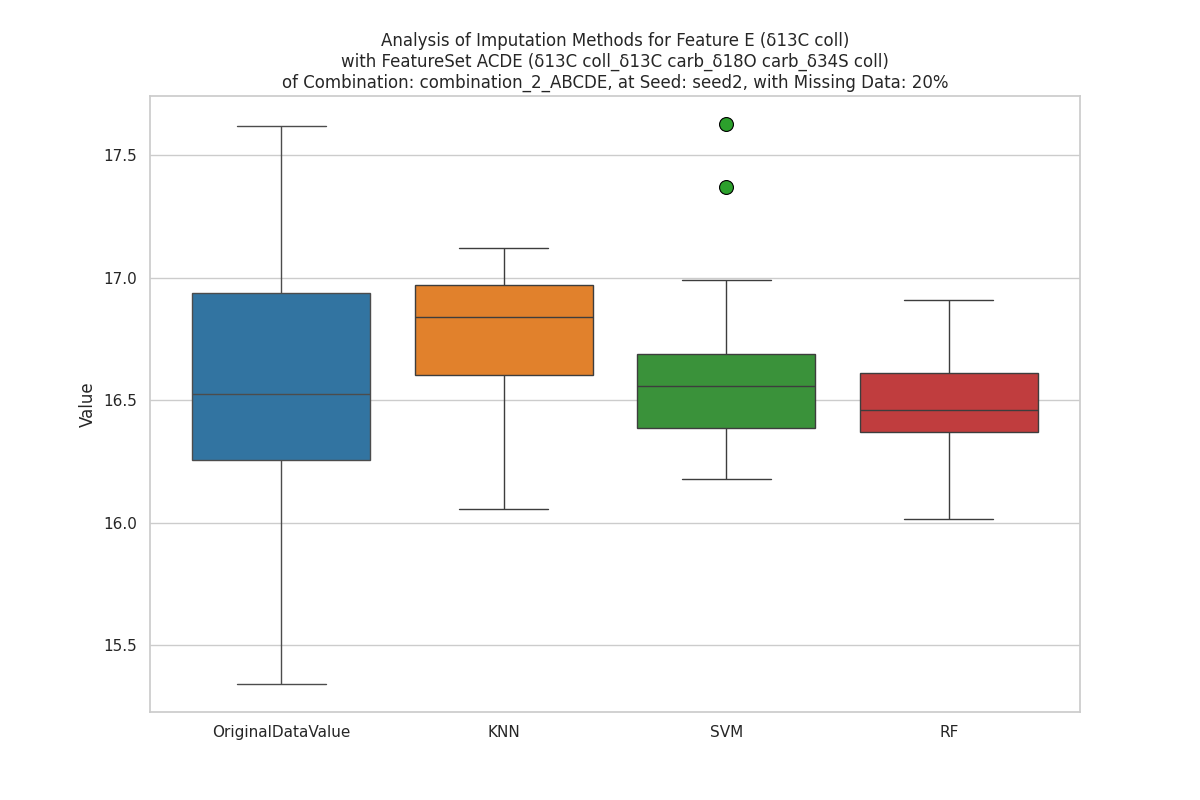 Analysis of Imputation Methods for Feature E (δ13C coll)
with FeatureSet ACDE (δ13C coll_δ13C carb_δ18O carb_δ34S coll)
of Combination: combination_2_ABCDE, at Seed: seed2, with Missing Data: 20%
17.5
17.0
16.5
16.0
15.5
Value
OriginalDataValue
KNN
SVM
RF